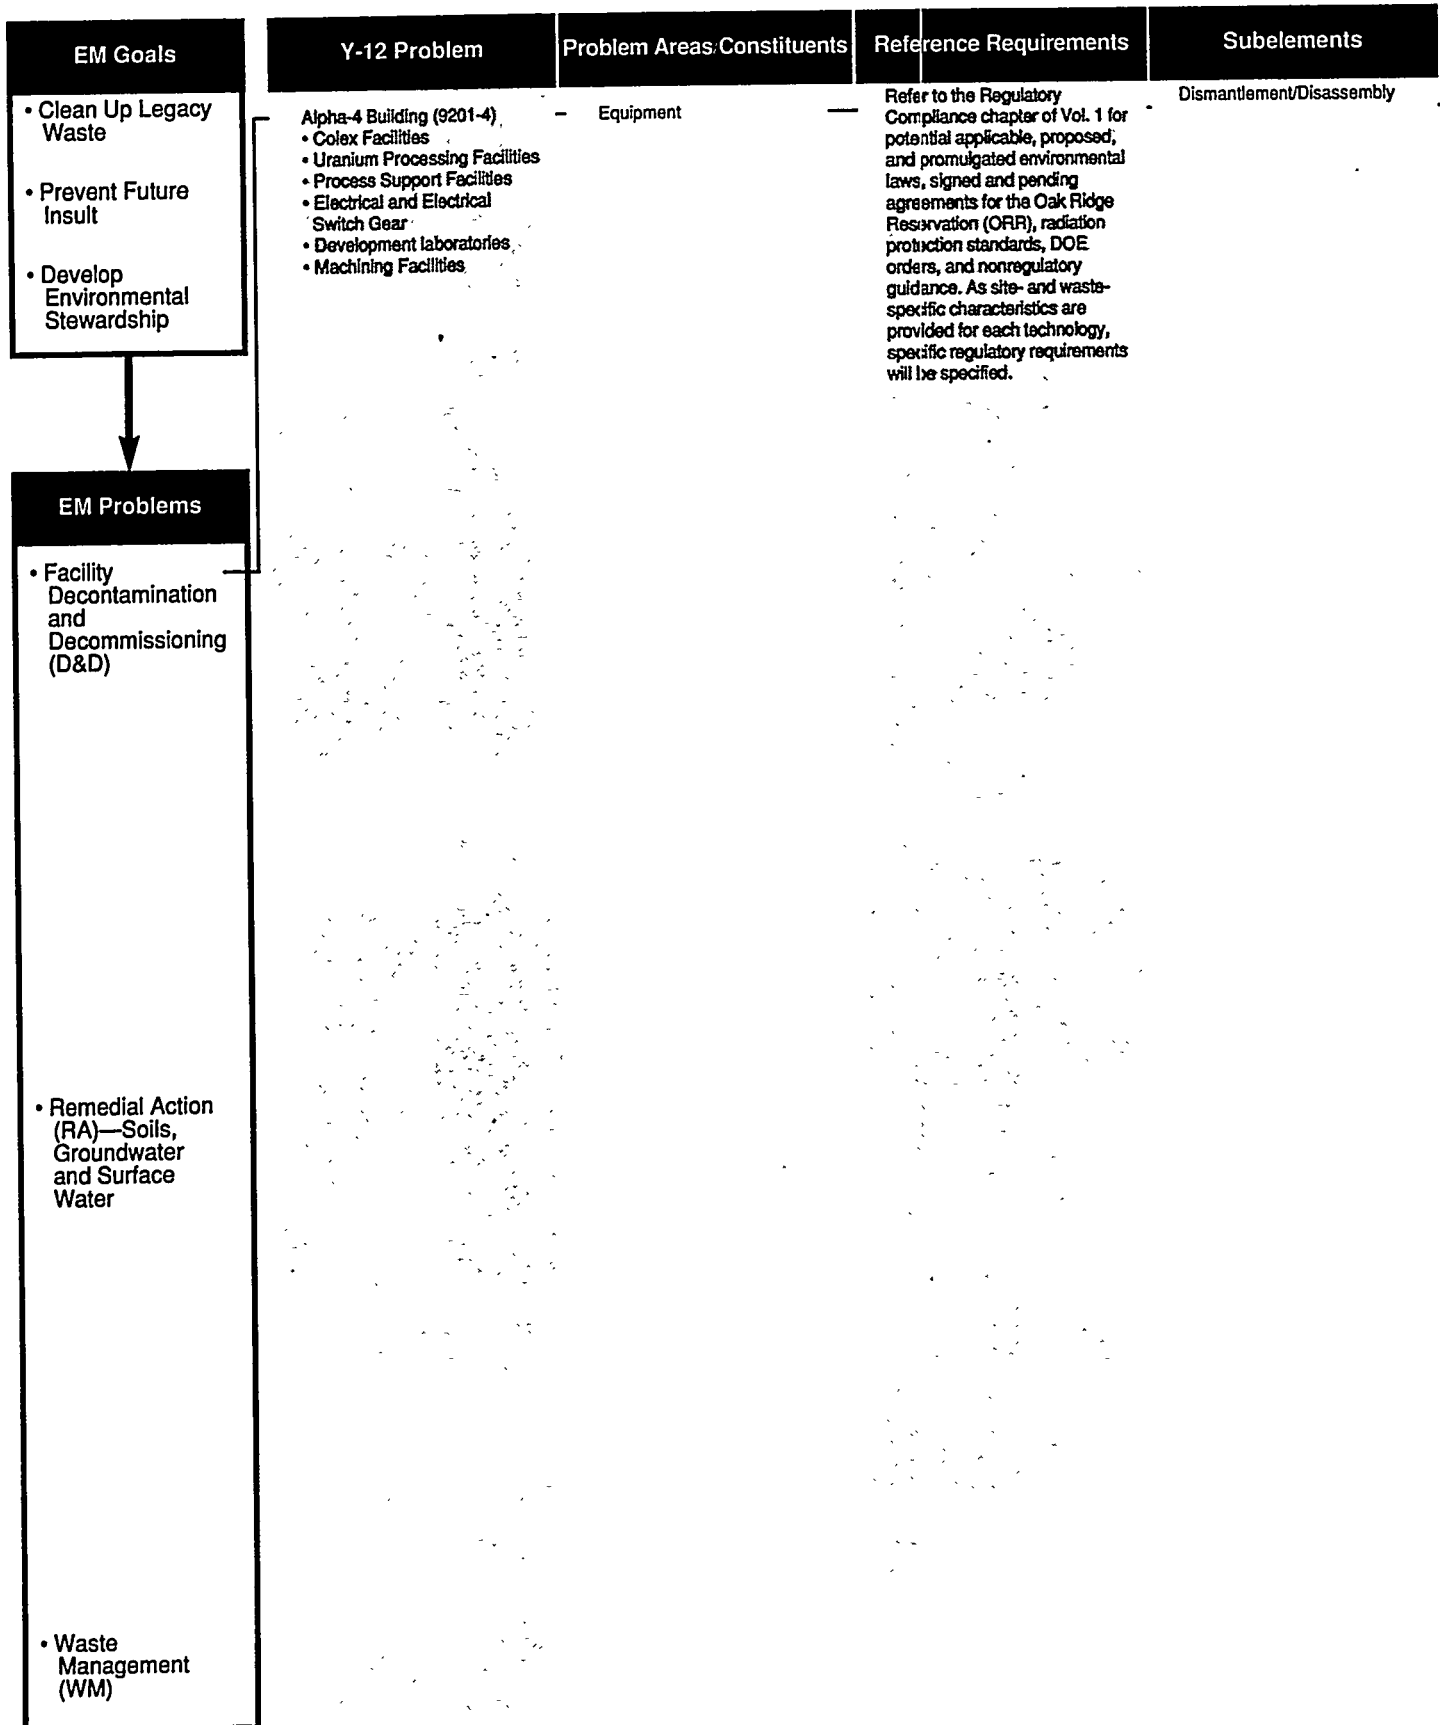 EM Goals
• Clean Up Legacy
Waste
• Prevent Future
Insult
• Develop
Environmental
Stewardship
EM Problems
• Facility
Decontamination
and
Decommissioning
(D&D)
• Remedial Action
(RA)—Soils,
Groundwater
and Surface
Water
• Waste
Management
(WM)
Y-12 Problem
Alpha-4 Building (9201-4)
• Colex Facilities
• Uranium Processing Facilities
• Process Support Facilities
• Electrical and Electrical
Switch Gear
• Development laboratories
• Machining Facilities
Problem Areas/Constituents
Equipment
Reference Requirements
Refer to the Regulatory
Compliance chapter of Vol. 1 for
potential applicable, proposed,
and promulgated environmental
laws, signed and pending
agreements for the Oak Ridge
Reservation (ORR), radiation
protection standards, DOE
orders, and nonregulatory
guidance. As site- and waste-
specific characteristics are
provided for each technology,
specific regulatory requirements
will be specified.
Subelements
Dismantlement/Disassembly